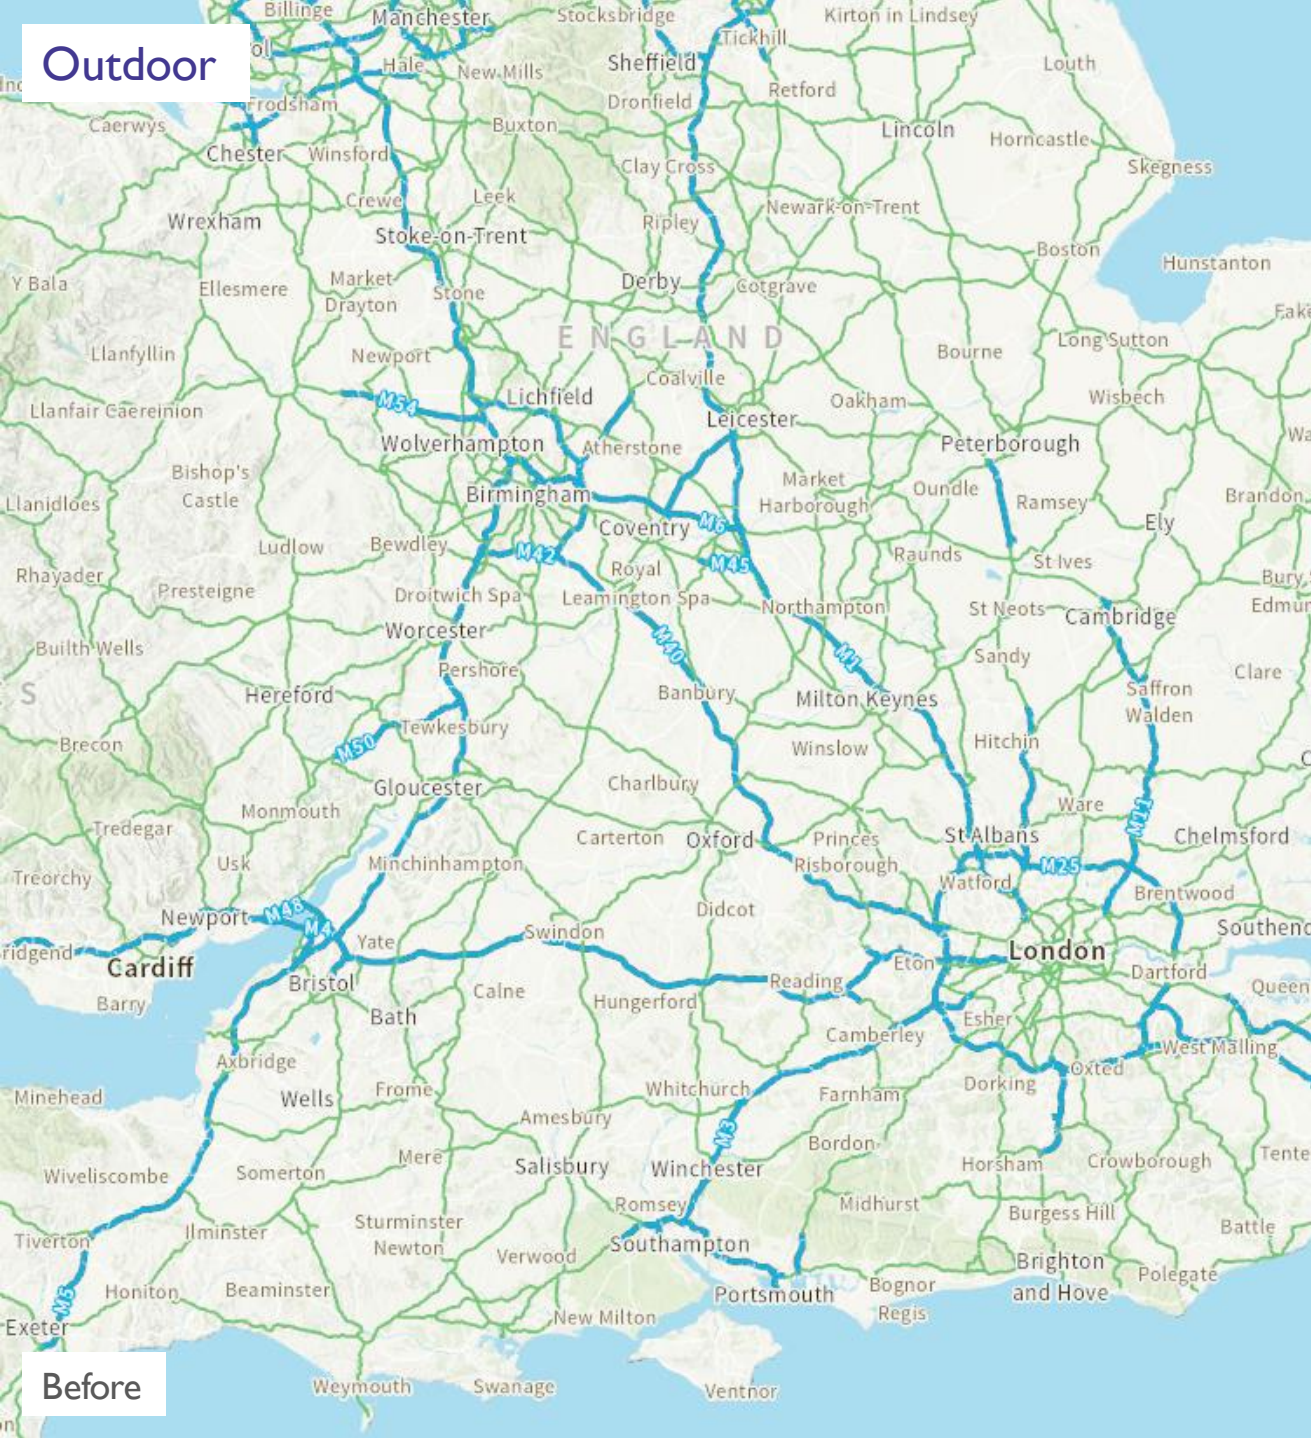 Billinge
Manchester
Stocksbridge
Kirton in Lindsey
Outdoor
Tickhill
Hale
New Mills
Sheffield
Louth
Frodsham
Dronfield
Retford
Caerwys
Buxton
Lincoln
Horncastle
Chester
Winsford
Clay Cross
Skegness
Crewe
Leek
Newark-on-Trent
Wrexham
Stoke-on-Trent
Ripley
Boston
Hunstanton
Y Bala
Ellesmere
Market
Drayton
Stone
Derby
Cotgrave
ENGLAND
Long Sutton
Llanfyllin
Newport
Bourne
Coalville
M54
Lichfield
Oakham
Wisbech
Llanfair Caereinion
Leicester
Wolverhampton
Atherstone
Peterborough
Bishop's
Castle
Market
Harborough
Oundle
Llanidloes
Birmingham
Ramsey
Brandon
Coventry
M6
Ely
Ludlow
Bewdley
M42
M45
Raunds
St Ives
Rhayader
Presteigne
Royal
Leamington Spa
Droitwich Spa
Northampton
St Neots
Cambridge
Worcester
M40
M1
Builth Wells
Pershore
Sandy
Clare
S
Hereford
Banbury
Milton Keynes
Saffron
Walden
Brecon
M50
Tewkesbury
Winslow
Hitchin
Gloucester
Charlbury
Monmouth
Ware
M11
Tredegar
Carterton
Oxford
Princes
Risborough
St Albans
Chelmsford
Usk
Minchinhampton
M25
Treorchy
Watford
Brentwood
Newport
M48
M4
Didcot
Yate
Swindon
Cardiff
Eton
London
Bristol
Reading
Dartford
Barry
Calne
Hungerford
Bath
Esher
Camberley
Axbridge
West Malling
Oxted
Minehead
Wells
Frome
Whitchurch
Farnham
Dorking
Amesbury
M3
Bordon
Mere
Salisbury
Winchester
Horsham
Crowborough
Wiveliscombe
Somerton
Romsey
Midhurst
Burgess Hill
Tiverton
Ilminster
Sturminster
Newton
Southampton
Battle
Verwood
Brighton
and Hove
Polegate
M5
Honiton
Beaminster
Portsmouth
Bognor
Regis
Exeter
New Milton
Before
Weymouth
Swanage
Ventnor